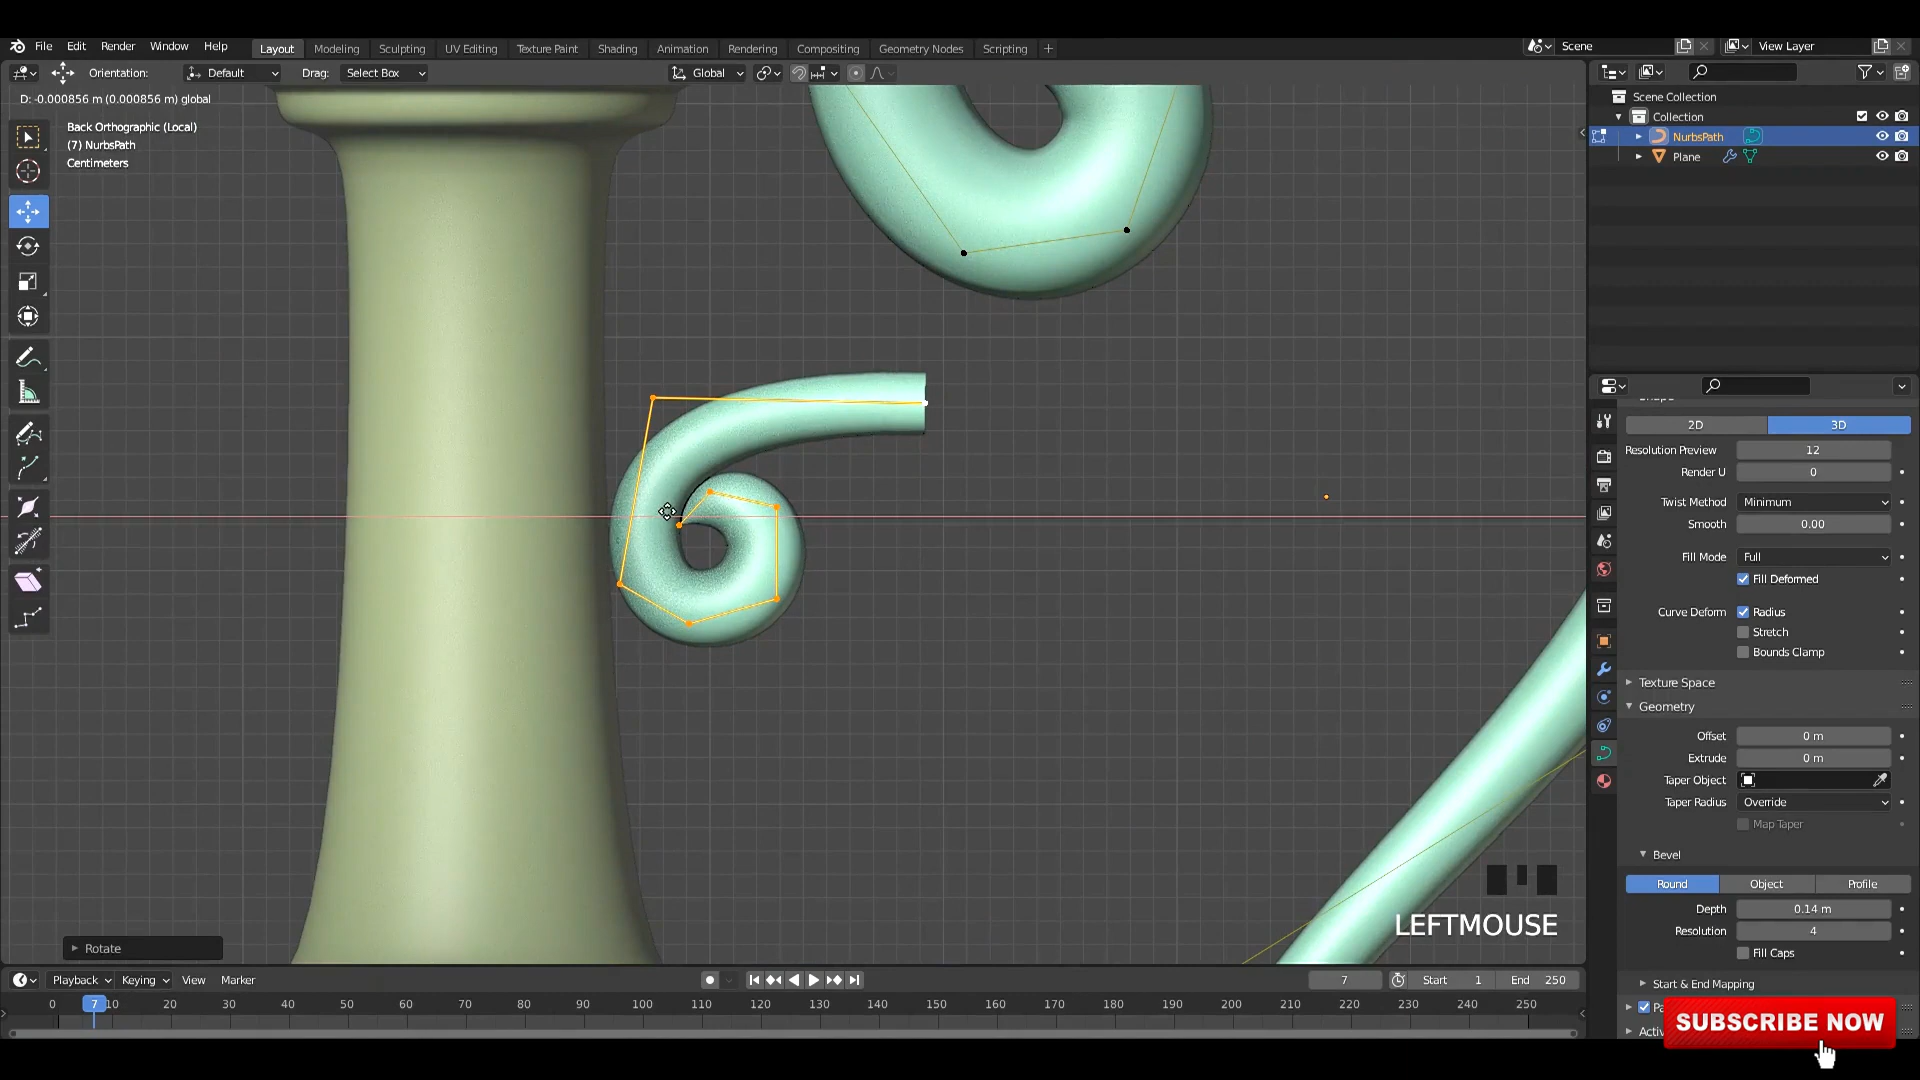 File Edit Render Window Help Layout Modeling Sculpting UV Editing Texture Paint Shading Animation Rendering Compositing Geometry Nodes Scripting + Scene View Layer
Orientation: Default Drag: Select Box Global
D: -0.000856 m (0.000856 m) global
Back Orthographic (Local)
(7) NurbsPath
Centimeters
Scene Collection
Collection
NurbsPath
Plane
2D 3D
Resolution Preview 12
Render U 0
Twist Method Minimum
Smooth 0.00
Fill Mode Full
Fill Deformed
Curve Deform Radius
Stretch
Bounds Clamp
Texture Space
Geometry
Offset 0 m
Extrude 0 m
Taper Object
Taper Radius Override
Map Taper
Bevel
Round Object Profile
Depth 0.14 m
Resolution 4
Fill Caps
Start & End Mapping
LEFTMOUSE
Rotate
Playback Keying View Marker 7 Start 1 End 250
0 7 10 20 30 40 50 60 70 80 90 100 110 120 130 140 150 160 170 180 190 200 210 220 230 240 250
SUBSCRIBE NOW